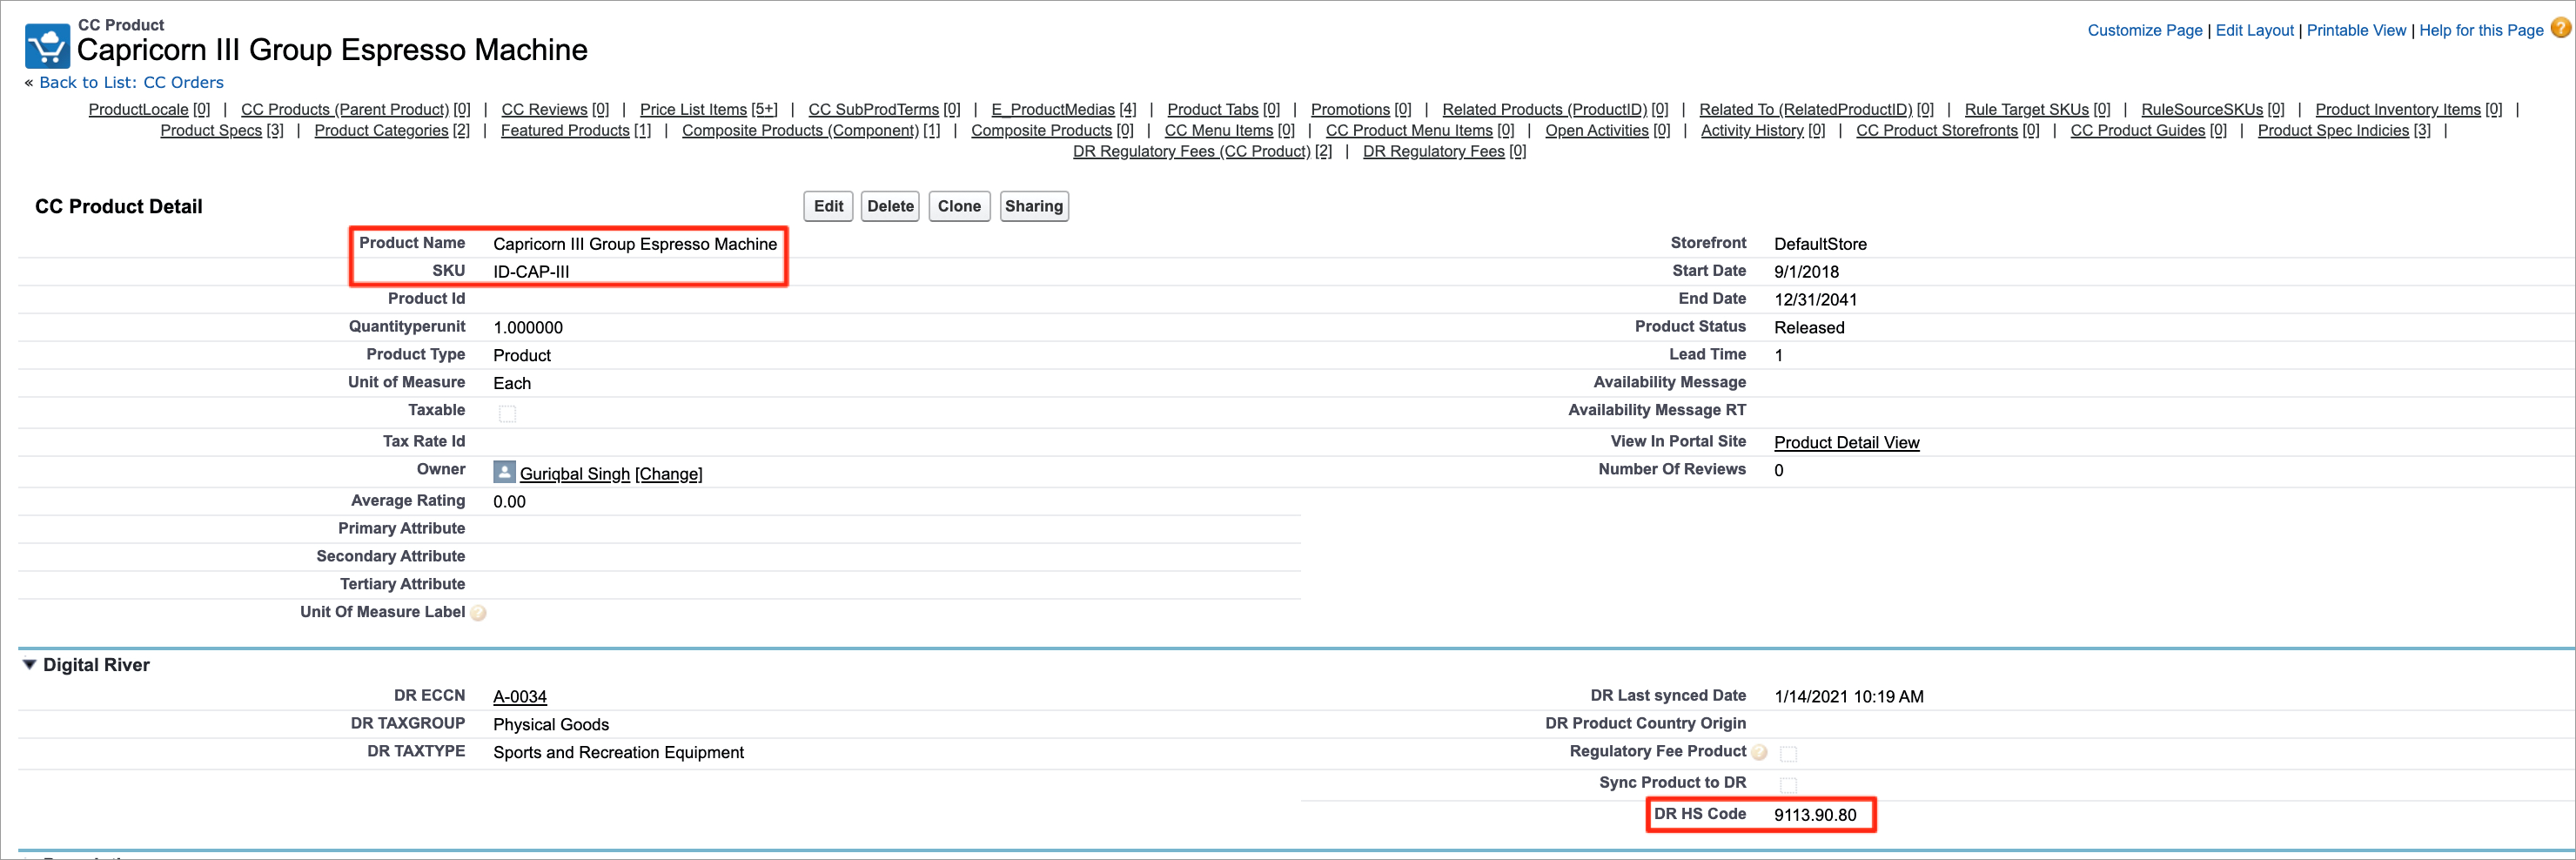 CC Product
Capricorn III Group Espresso Machine
Customize Page | Edit Layout | Printable View | Help for this Page ?
« Back to List: CC Orders
ProductLocale [0] | CC Products (Parent Product) [0] | CC Reviews [0] | Price List Items [5+] | CC SubProdTerms [0] | E_ProductMedias [4] | Product Tabs [0] | Promotions [0] | Related Products (ProductID) [0] | Related To (RelatedProductID) [0] | Rule Target SKUs [0] | RuleSourceSKUs [0] | Product Inventory Items [0] |
Product Specs [3] | Product Categories [2] | Featured Products [1] | Composite Products (Component) [1] | Composite Products [0] | CC Menu Items [0] | CC Product Menu Items [0] | Open Activities [0] | Activity History [0] | CC Product Storefronts [0] | CC Product Guides [0] | Product Spec Indicies [3] |
DR Regulatory Fees (CC Product) [2] | DR Regulatory Fees [0]
CC Product Detail
Edit Delete Clone Sharing
Product Name Capricorn III Group Espresso Machine Storefront DefaultStore
SKU ID-CAP-III Start Date 9/1/2018
Product Id End Date 12/31/2041
Quantityperunit 1.000000 Product Status Released
Product Type Product Lead Time 1
Unit of Measure Each Availability Message
Taxable Availability Message RT
Tax Rate Id View In Portal Site Product Detail View
Owner Guriqbal Singh [Change] Number Of Reviews 0
Average Rating 0.00
Primary Attribute
Secondary Attribute
Tertiary Attribute
Unit Of Measure Label ?
Digital River
DR ECCN A-0034 DR Last synced Date 1/14/2021 10:19 AM
DR TAXGROUP Physical Goods DR Product Country Origin
DR TAXTYPE Sports and Recreation Equipment Regulatory Fee Product ?
Sync Product to DR
DR HS Code 9113.90.80